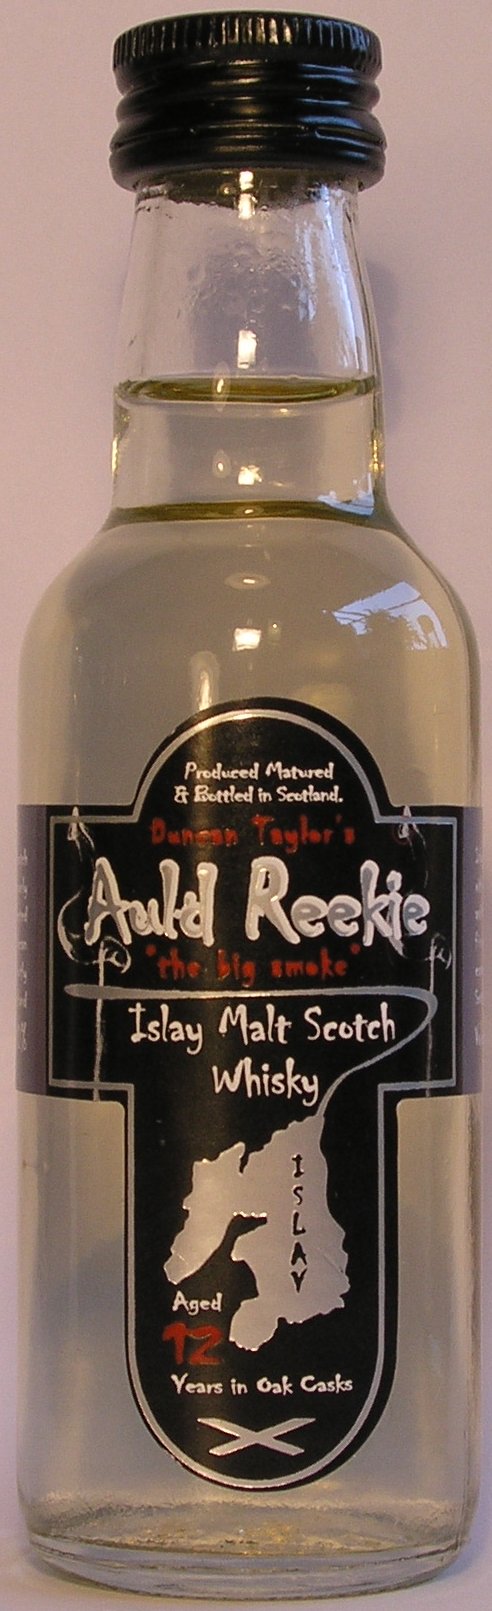 Produced Matured
& Bottled in Scotland.
Duncan Taylor's
Auld Reekie
"the big smoke"
Islay Malt Scotch
Whisky
ISLAY
Aged
12
Years in Oak Casks